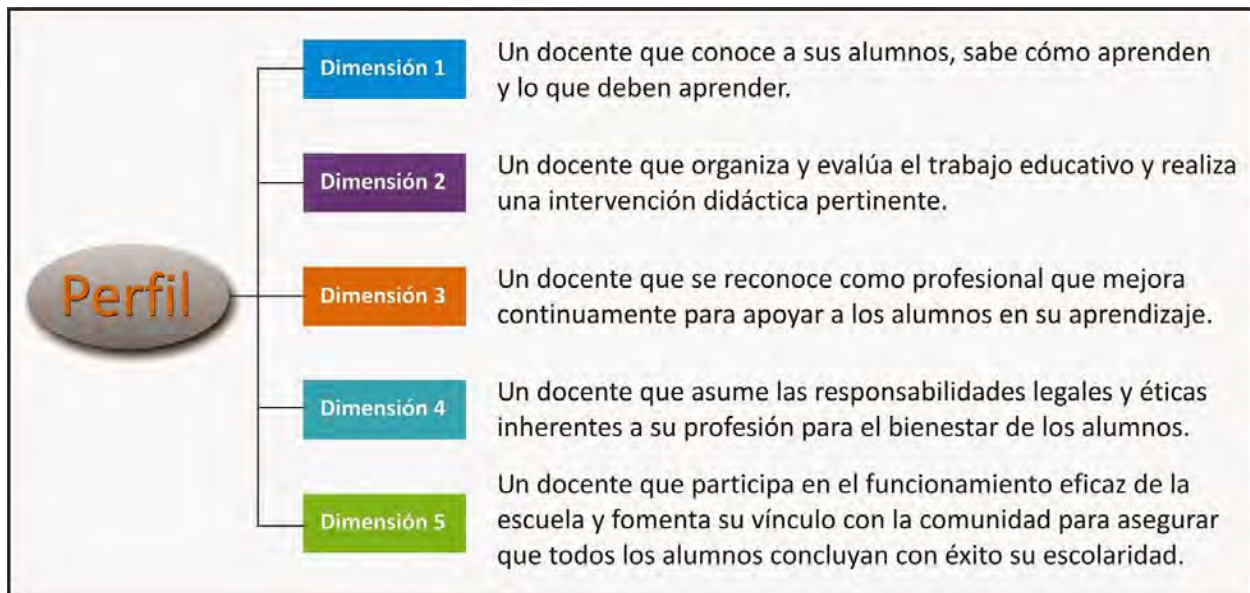 Perfil
Dimensión 1
Un docente que conoce a sus alumnos, sabe cómo aprenden
y lo que deben aprender.
Dimensión 2
Un docente que organiza y evalúa el trabajo educativo y realiza
una intervención didáctica pertinente.
Dimensión 3
Un docente que se reconoce como profesional que mejora
continuamente para apoyar a los alumnos en su aprendizaje.
Dimensión 4
Un docente que asume las responsabilidades legales y éticas
inherentes a su profesión para el bienestar de los alumnos.
Dimensión 5
Un docente que participa en el funcionamiento eficaz de la
escuela y fomenta su vínculo con la comunidad para asegurar
que todos los alumnos concluyan con éxito su escolaridad.